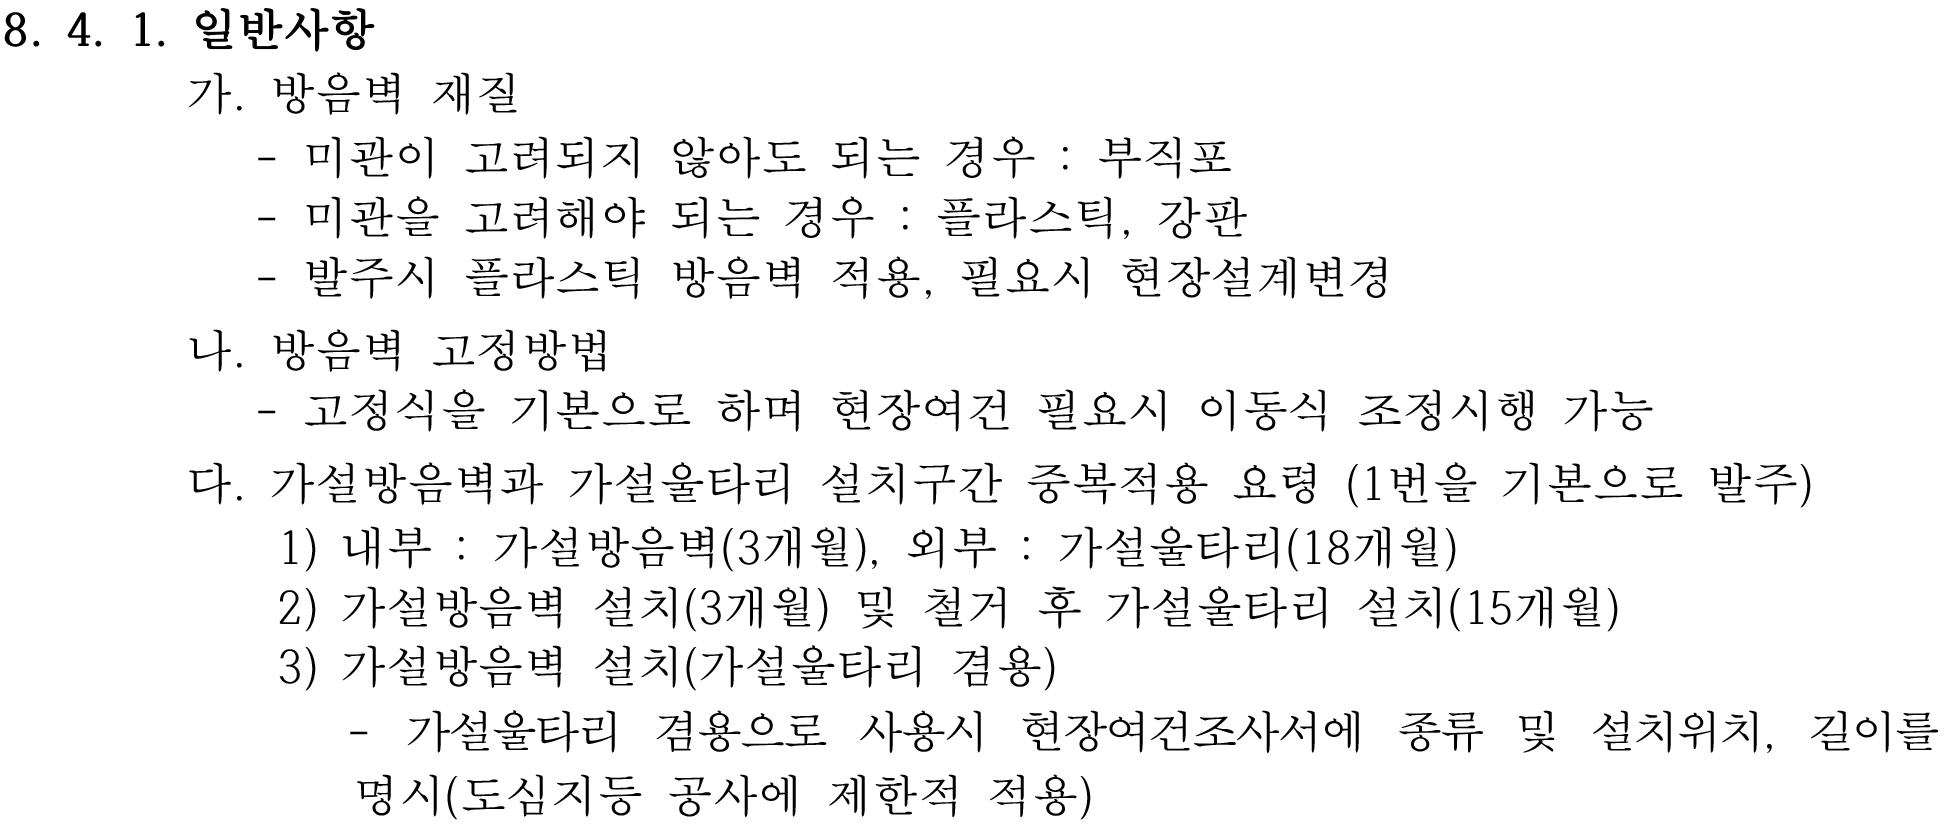 8. 4. 1. 일반사항
가. 방음벽 재질
- 미관이 고려되지 않아도 되는 경우 : 부직포
- 미관을 고려해야 되는 경우 : 플라스틱, 강판
- 발주시 플라스틱 방음벽 적용, 필요시 현장설계변경
나. 방음벽 고정방법
- 고정식을 기본으로 하며 현장여건 필요시 이동식 조정시행 가능
다. 가설방음벽과 가설울타리 설치구간 중복적용 요령 (1번을 기본으로 발주)
1) 내부 : 가설방음벽(3개월), 외부 : 가설울타리(18개월)
2) 가설방음벽 설치(3개월) 및 철거 후 가설울타리 설치(15개월)
3) 가설방음벽 설치(가설울타리 겸용)
- 가설울타리 겸용으로 사용시 현장여건조사서에 종류 및 설치위치, 길이를
명시(도심지등 공사에 제한적 적용)